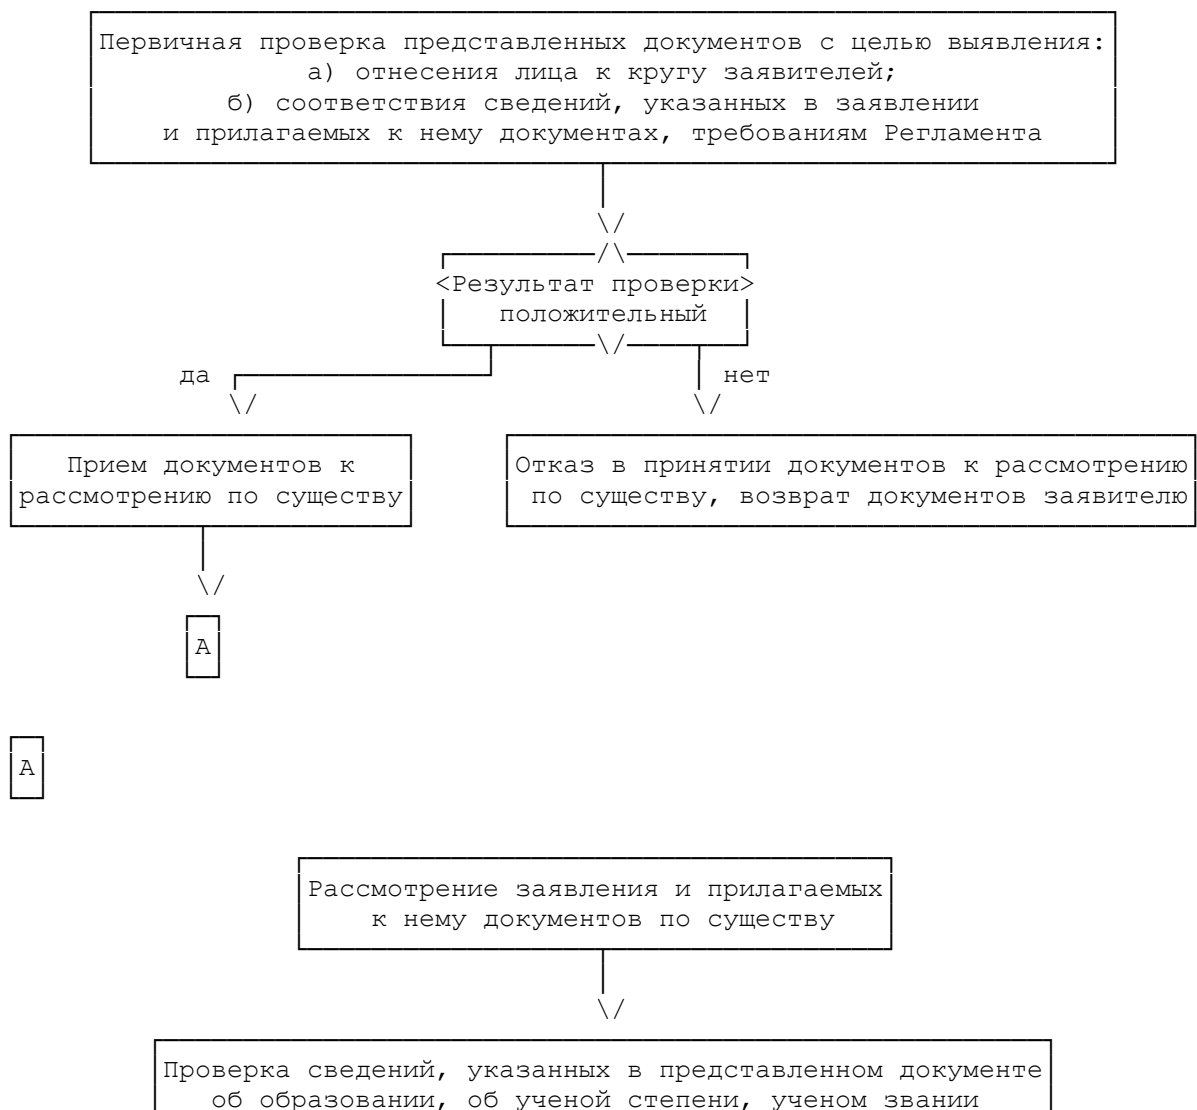 Первичная проверка представленных документов с целью выявления:
а) отнесения лица к кругу заявителей;
б) соответствия сведений, указанных в заявлении
и прилагаемых к нему документах, требованиям Регламента
<Результат проверки>
положительный
да
нет
Прием документов к
рассмотрению по существу
Отказ в принятии документов к рассмотрению
по существу, возврат документов заявителю
А
А
Рассмотрение заявления и прилагаемых
к нему документов по существу
Проверка сведений, указанных в представленном документе
об образовании, об ученой степени, ученом звании